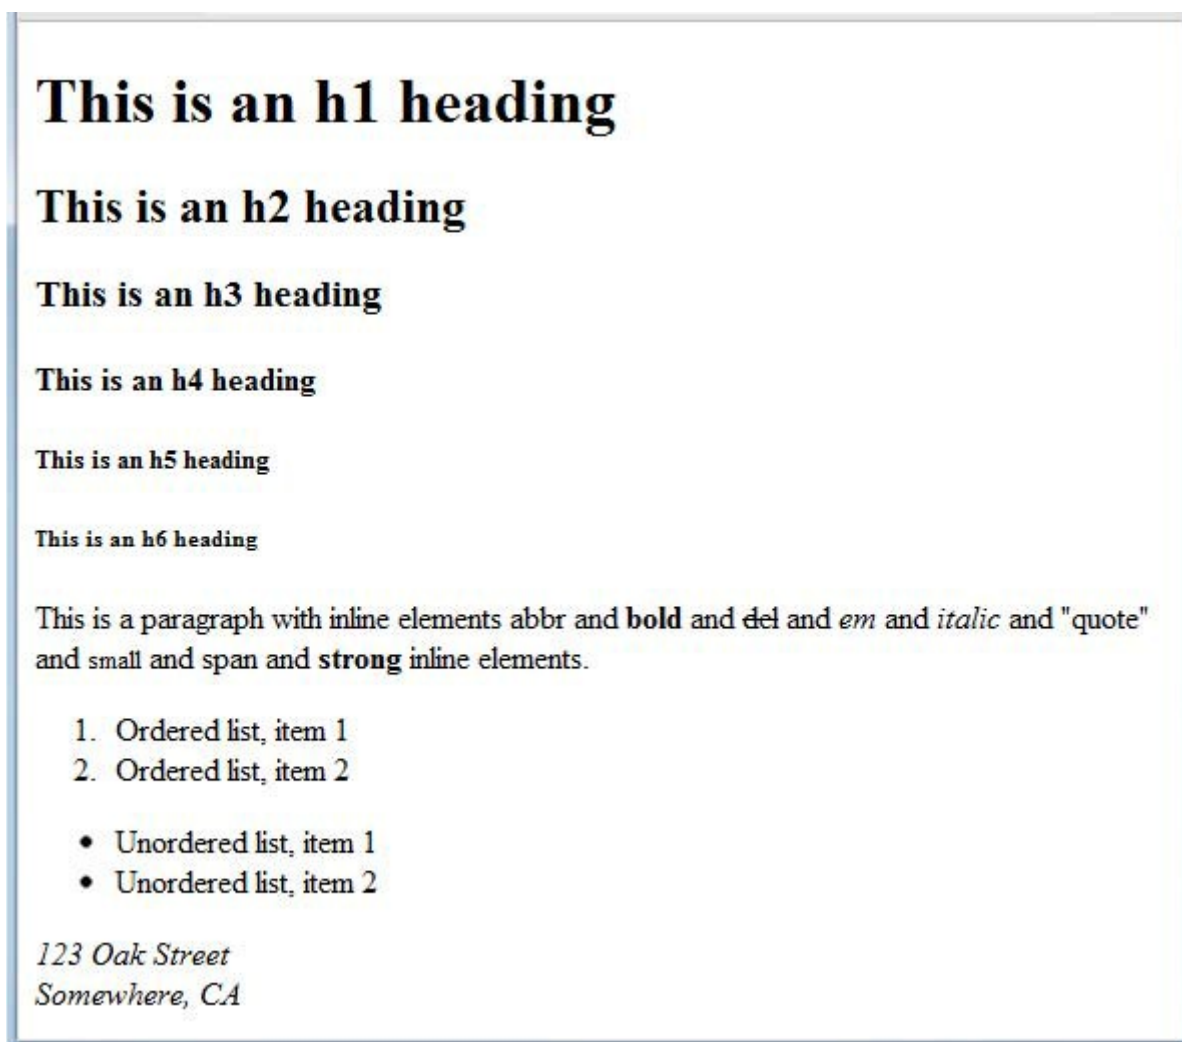 This is an h1 heading
This is an h2 heading
This is an h3 heading
This is an h4 heading
This is an h5 heading
This is an h6 heading
This is a paragraph with inline elements abbr and bold and del and em and italic and "quote"
and small and span and strong inline elements.
1. Ordered list, item 1
2. Ordered list, item 2
• Unordered list, item 1
• Unordered list, item 2
123 Oak Street
Somewhere, CA